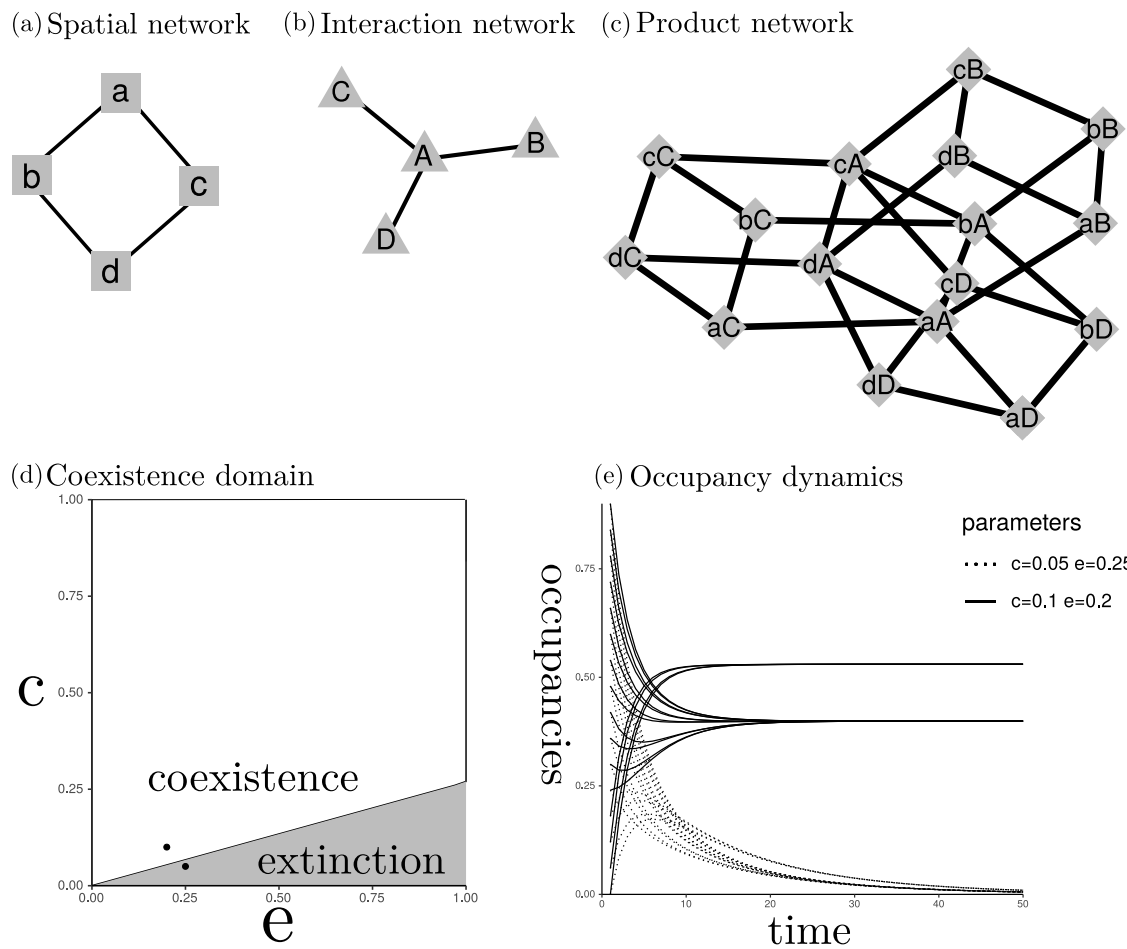 (a) Spatial network
(b) Interaction network
(c) Product network
a
b
c
d
C
B
A
D
cB
bB
dB
cC
cA
bC
bA
aB
dC
dA
cD
aC
aA
bD
dD
aD
(d) Coexistence domain
1.00
0.75
0.50
0.25
0.00
c
coexistence
extinction
0.00 0.25 0.50 0.75 1.00
e
(e) Occupancy dynamics
occupancies
0.75
0.50
0.25
0.00
parameters
c=0.05 e=0.25
c=0.1 e=0.2
0 10 20 30 40 50
time